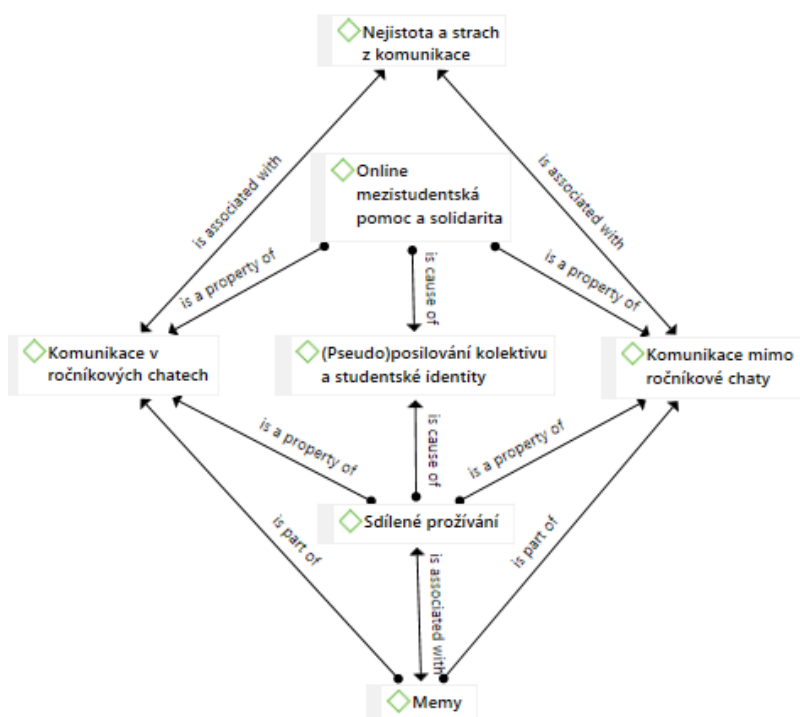 Nejistota a strach
z komunikace
is associated with
is associated with
Online
mezistudentská
pomoc a solidarita
is a property of
is cause of
is a property of
Komunikace v
ročníkových chatech
(Pseudo)posilování kolektivu
a studentské identity
Komunikace mimo
ročníkové chaty
is a property of
is cause of
is a property of
Sdílené prožívání
is part of
is associated with
is part of
Memy